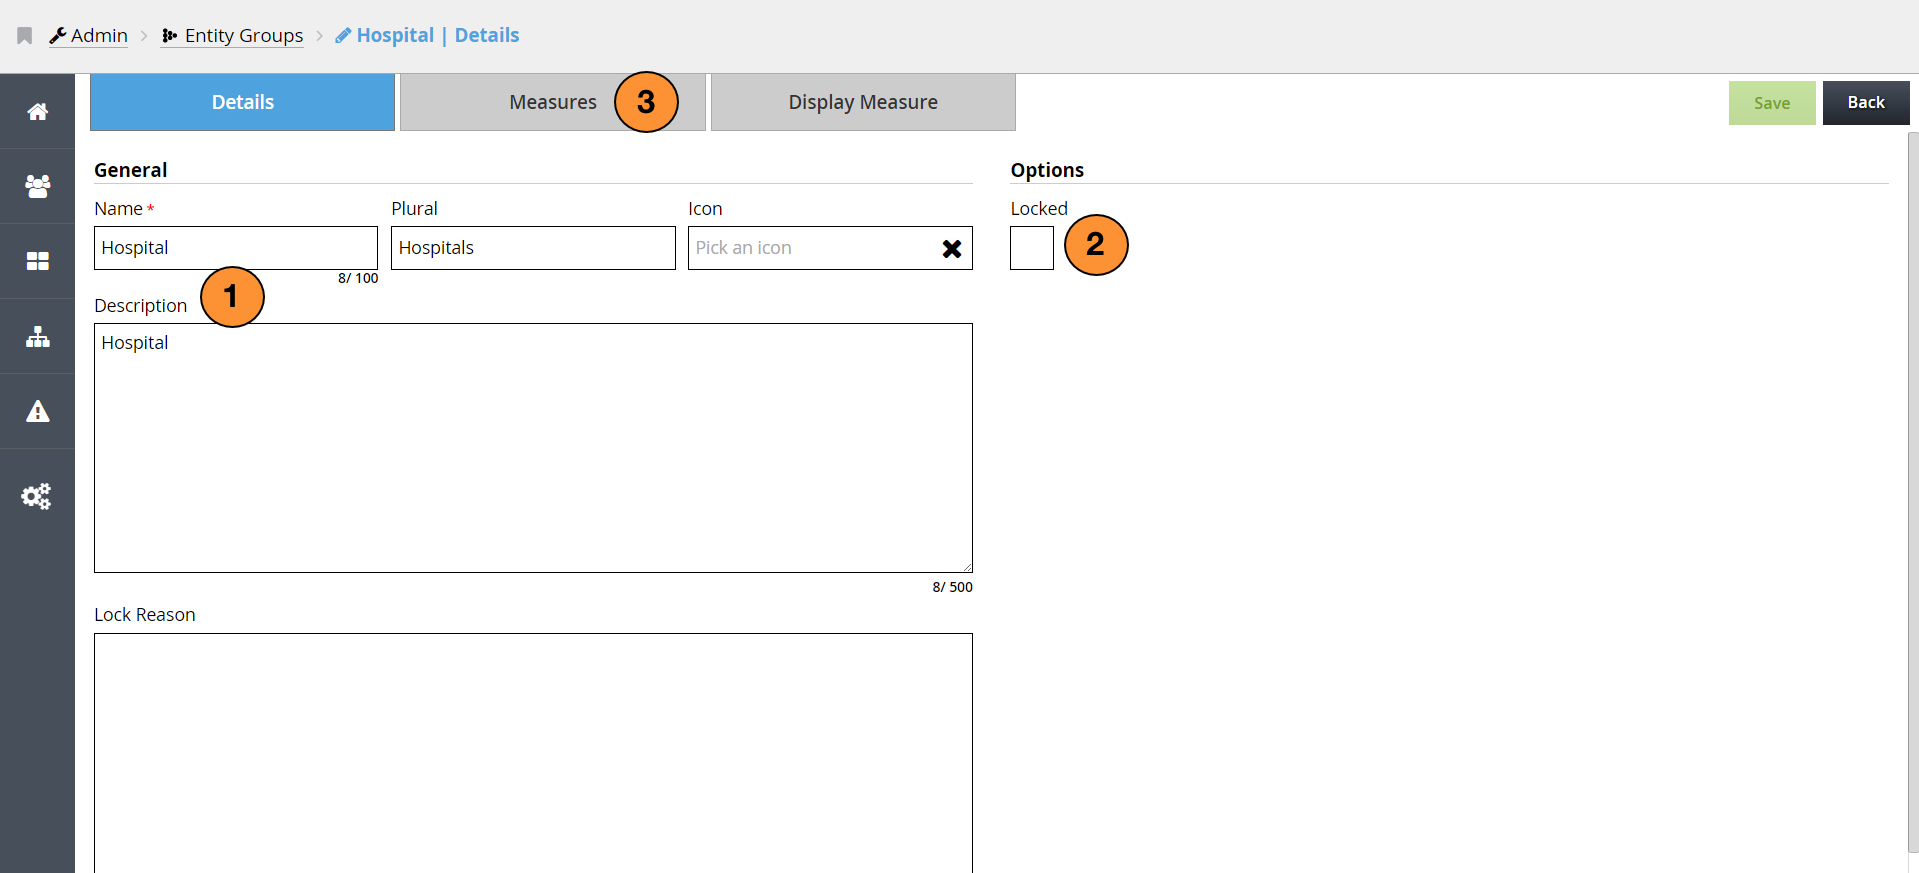 Admin > Entity Groups > Hospital | Details
Details Measures 3 Display Measure Save Back
General Options
Name * Plural Icon Locked
Hospital Hospitals Pick an icon 2
8/ 100
Description 1
Hospital
8/ 500
Lock Reason